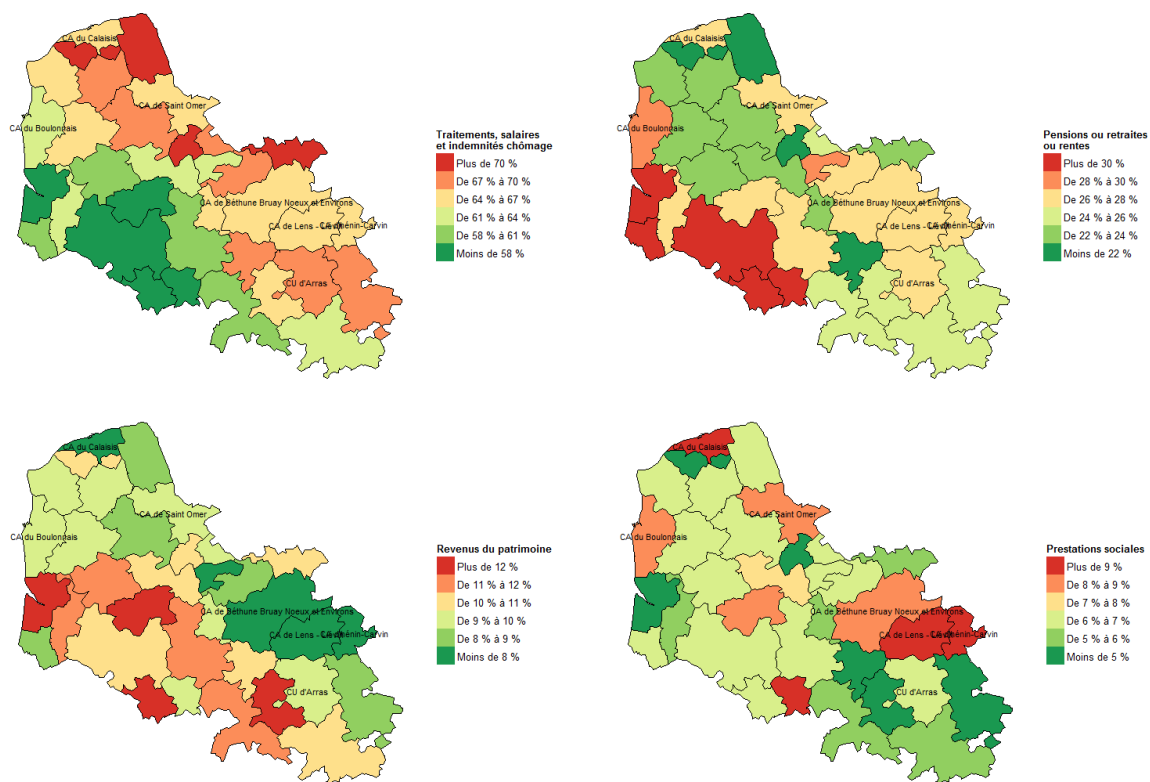 CA du Calaisis
CA de Saint Omer
CA du Boulonnais
CA de Béthune Bruay Noeux et Environs
CA de Lens - Liévin
CU d'Arras
Traitements, salaires
et indemnités chômage
Plus de 70 %
De 67 % à 70 %
De 64 % à 67 %
De 61 % à 64 %
De 58 % à 61 %
Moins de 58 %
CA du Calaisis
CA de Saint Omer
CA du Boulonnais
CA de Béthune Bruay Noeux et Environs
CA de Lens - Liévin
CU d'Arras
Pensions ou retraites
ou rentes
Plus de 30 %
De 28 % à 30 %
De 26 % à 28 %
De 24 % à 26 %
De 22 % à 24 %
Moins de 22 %
CA du Calaisis
CA de Saint Omer
CA du Boulonnais
CA de Béthune Bruay Noeux et Environs
CA de Lens - Liévin
CU d'Arras
Revenus du patrimoine
Plus de 12 %
De 11 % à 12 %
De 10 % à 11 %
De 9 % à 10 %
De 8 % à 9 %
Moins de 8 %
CA du Calaisis
CA de Saint Omer
CA du Boulonnais
CA de Béthune Bruay Noeux et Environs
CA de Lens - Liévin
CU d'Arras
Prestations sociales
Plus de 9 %
De 8 % à 9 %
De 7 % à 8 %
De 6 % à 7 %
De 5 % à 6 %
Moins de 5 %